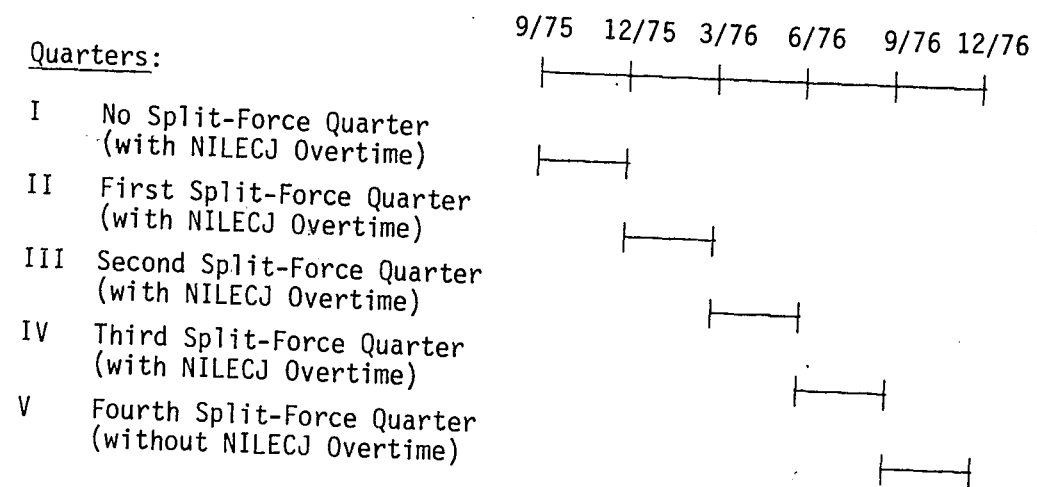 9/75 12/75 3/76 6/76 9/76 12/76
Quarters:
I No Split-Force Quarter
(with NILECJ Overtime)
II First Split-Force Quarter
(with NILECJ Overtime)
III Second Split-Force Quarter
(with NILECJ Overtime)
IV Third Split-Force Quarter
(with NILECJ Overtime)
V Fourth Split-Force Quarter
(without NILECJ Overtime)